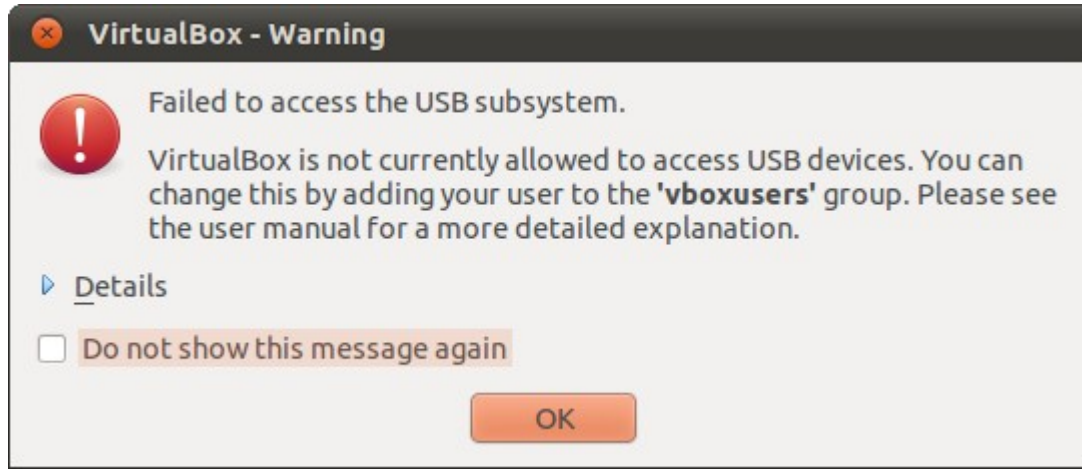 VirtualBox - Warning
Failed to access the USB subsystem.
VirtualBox is not currently allowed to access USB devices. You can
change this by adding your user to the 'vboxusers' group. Please see
the user manual for a more detailed explanation.
Details
Do not show this message again
OK